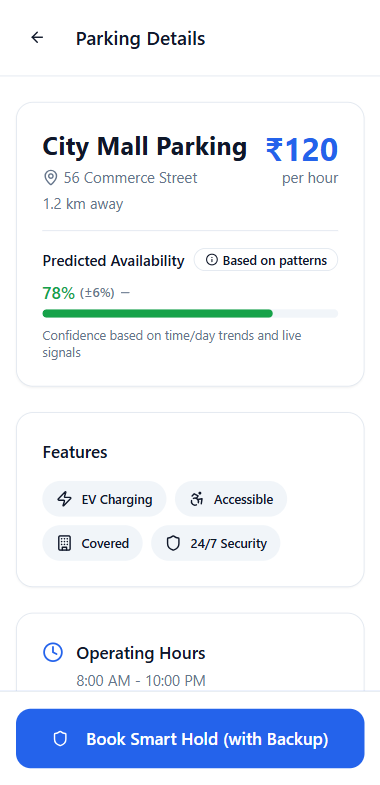 Parking Details
City Mall Parking ₹120
56 Commerce Street per hour
1.2 km away
Predicted Availability Based on patterns
78% (±6%) –
Confidence based on time/day trends and live
signals
Features
EV Charging Accessible
Covered 24/7 Security
Operating Hours
8:00 AM - 10:00 PM
Book Smart Hold (with Backup)